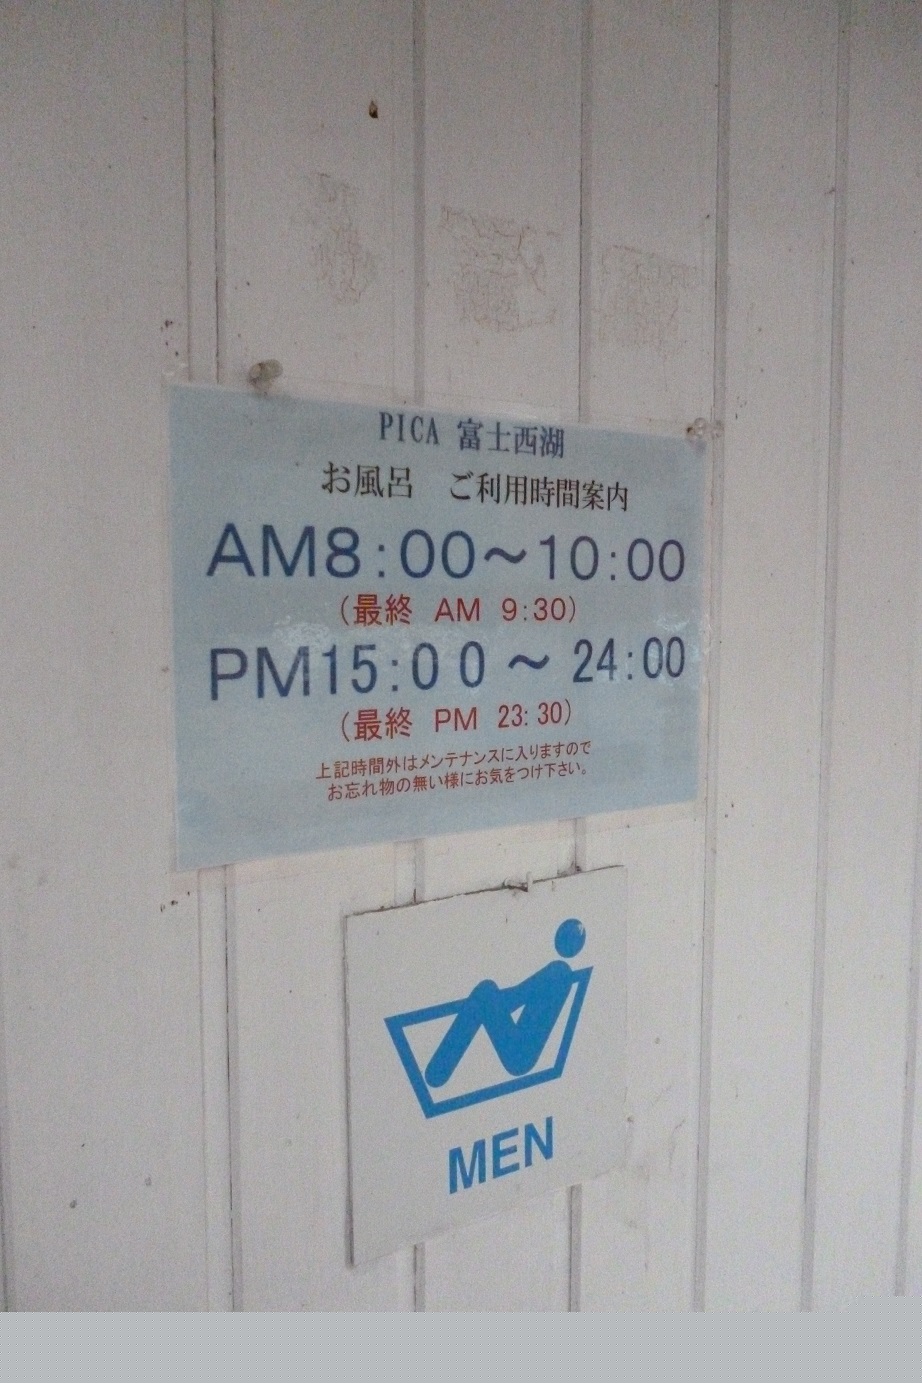 PICA 富士西湖
お風呂　ご利用時間案内
AM8:00～10:00
（最終 AM 9:30）
PM15:00 ～ 24:00
（最終 PM 23:30）
上記時間外はメンテナンスに入りますので
お忘れ物の無い様にお気をつけ下さい。
MEN